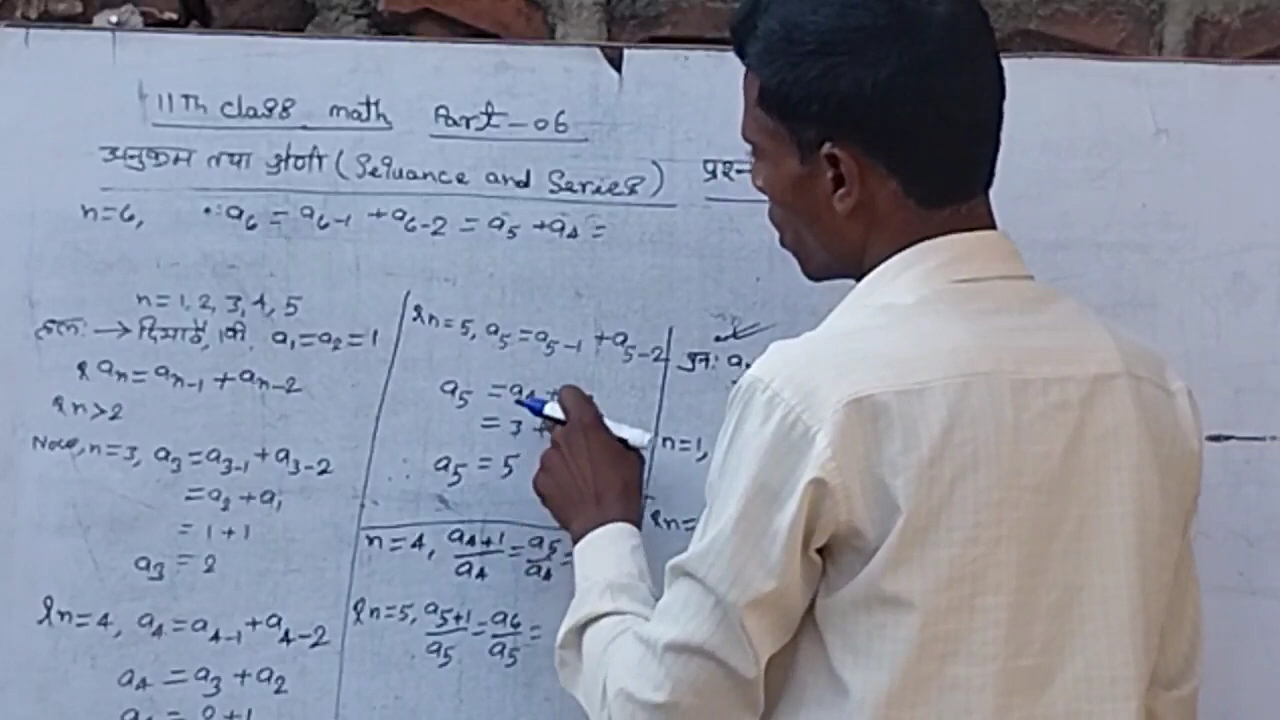 11Th cla88 math Part-06
अनुक्रम तथा श्रेणी (Sequance and Serie8) प्रश्न-
n=6, ∴ a₆ = a₆₋₁ + a₆₋₂ = a₅ + a₄ =
n=1, 2, 3, 4, 5
हल: → दिया है, कि a₁=a₂=1
& aₙ=aₙ₋₁+aₙ₋₂
& n>2
Now, n=3, a₃=a₃₋₁+a₃₋₂
=a₂+a₁
= 1+1
a₃ = 2
& n=4, a₄=a₄₋₁+a₄₋₂
a₄ = a₃+a₂
& n=5, a₅=a₅₋₁+a₅₋₂
a₅ = a₄+
= 3+
∴ a₅ = 5
n=4, a₄₊₁/a₄ = a₅/a₄ =
& n=5, a₅₊₁/a₅ = a₆/a₅ =
पुन: a
n=1,
& n=